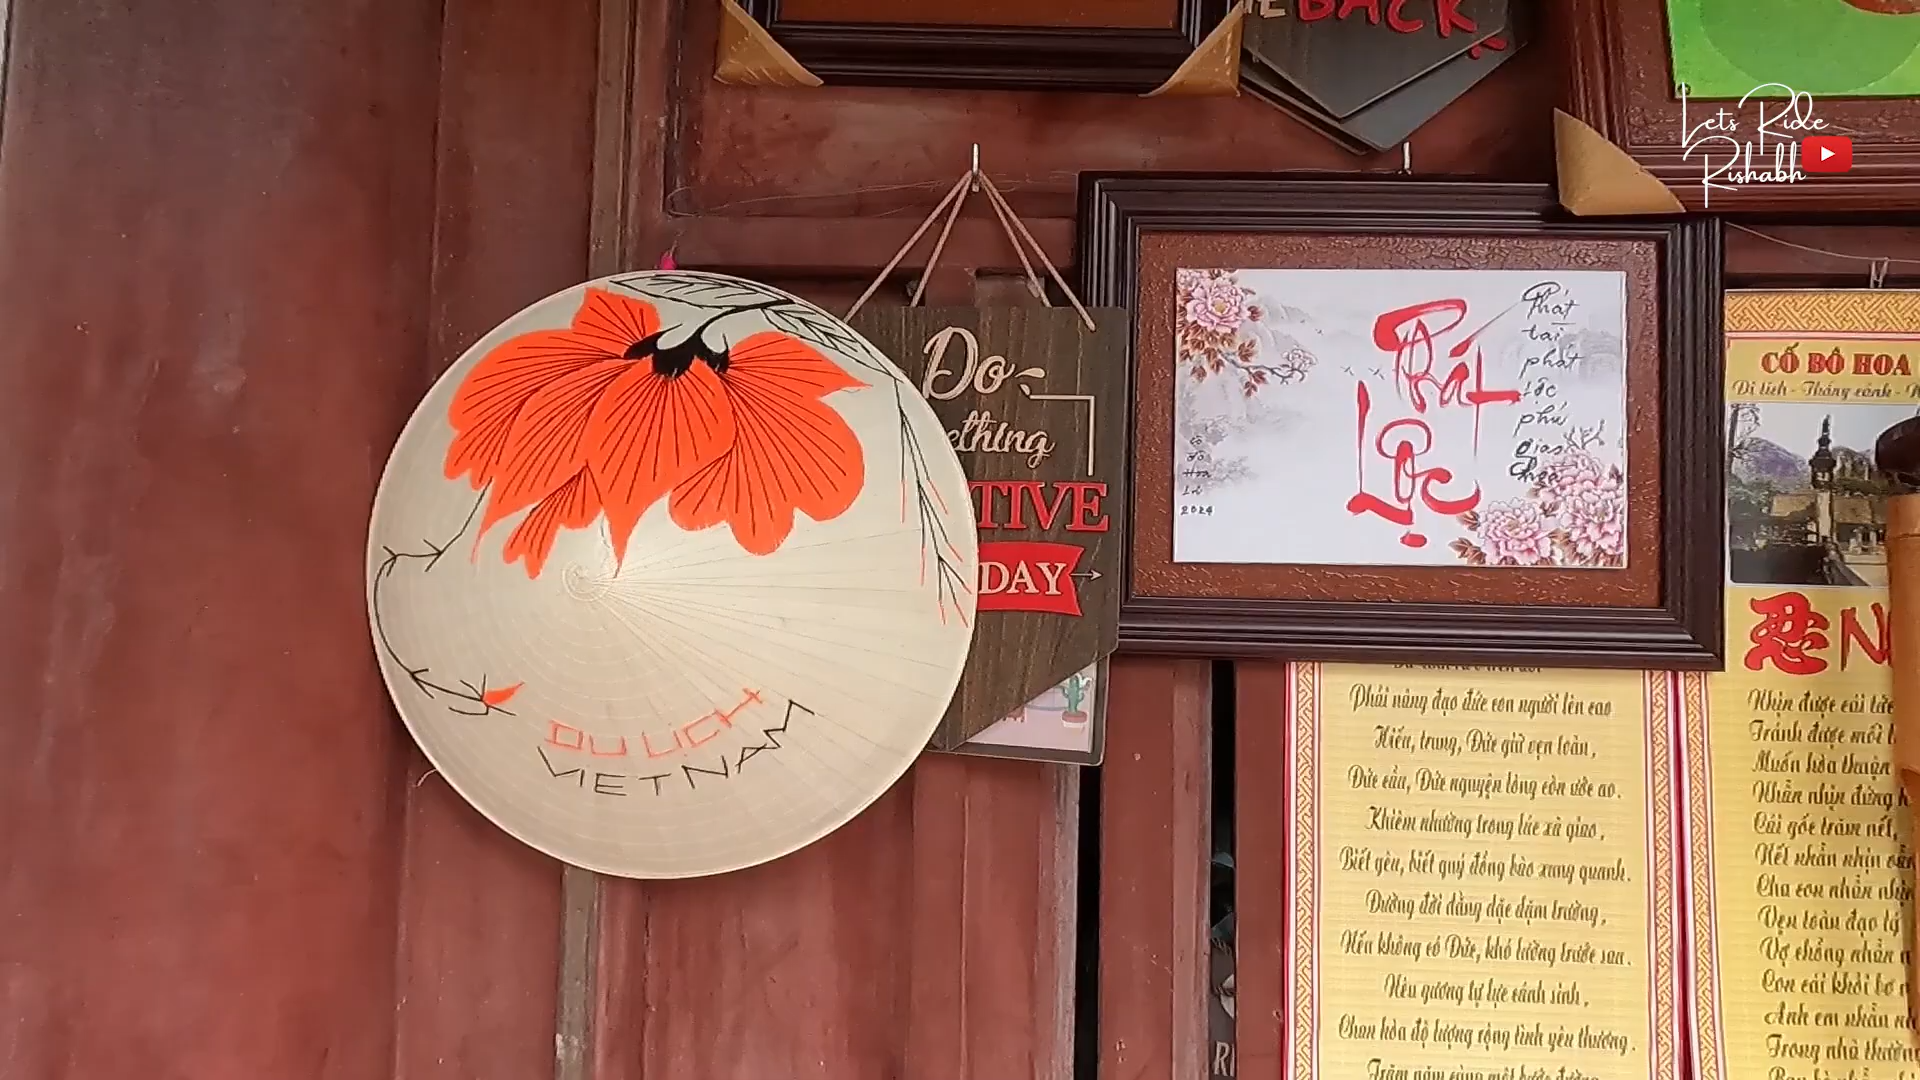 BACK
Lets Ride
Rishabh
Do
ething
TIVE
DAY
DU LỊCH
VIETNAM
Phát
Lộc
Phát
tài
phát
lộc
phú
2024
CỐ ĐÔ HOA
Di tích - Thắng cảnh -
忍 N
Phải nâng đạo đức con người lên cao
Hiếu, trung, Đức giữ vẹn toàn,
Đức cầu, Đức nguyện lòng còn ước ao.
Khiêm nhường trong lúc xã giao,
Biết yêu, biết quý đồng bào xung quanh.
Đường đời dằng dặc dặm trường,
Nếu không có Đức, khó lường trước sau.
Nêu gương tự lực cánh sinh,
Chan hòa độ lượng rộng tình yêu thương.
Nhịn được cái tức
Tránh được mối l
Muốn hòa thuận
Nhẫn nhịn đứng
Cái gốc trăm nết,
Nết nhẫn nhịn
Cha con nhẫn
Vẹn toàn đạo lý
Vợ chồng nhẫn
Con cái khỏi bơ
Anh em nhẫn
Trong nhà thường